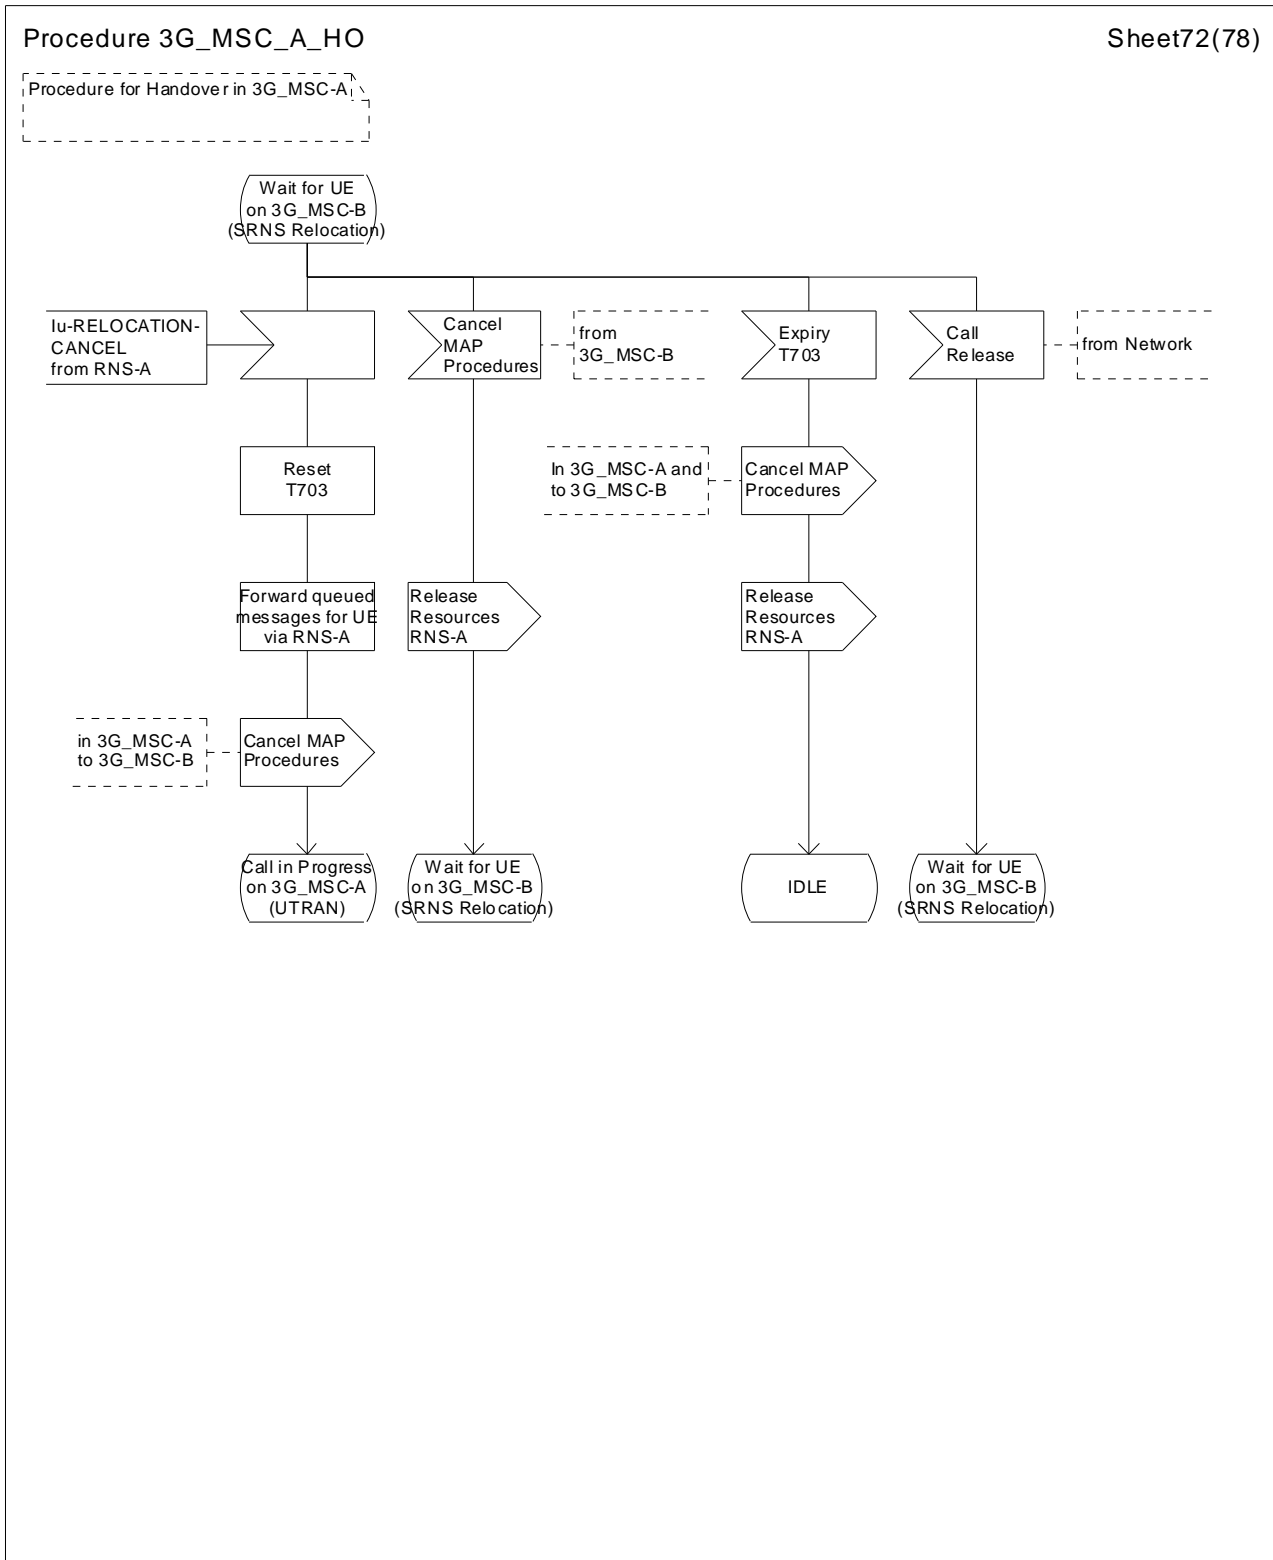 Procedure 3G_MSC_A_HO
Sheet72(78)
Procedure for Handover in 3G_MSC-A
Wait for UE
on 3G_MSC-B
(SRNS Relocation)
Iu-RELOCATION-
CANCEL
from RNS-A
Cancel
MAP
Procedures
from
3G_MSC-B
Expiry
T703
Call
Release
from Network
Reset
T703
In 3G_MSC-A and
to 3G_MSC-B
Cancel MAP
Procedures
Forward queued
messages for UE
via RNS-A
Release
Resources
RNS-A
Release
Resources
RNS-A
in 3G_MSC-A
to 3G_MSC-B
Cancel MAP
Procedures
Call in Progress
on 3G_MSC-A
(UTRAN)
Wait for UE
on 3G_MSC-B
(SRNS Relocation)
IDLE
Wait for UE
on 3G_MSC-B
(SRNS Relocation)